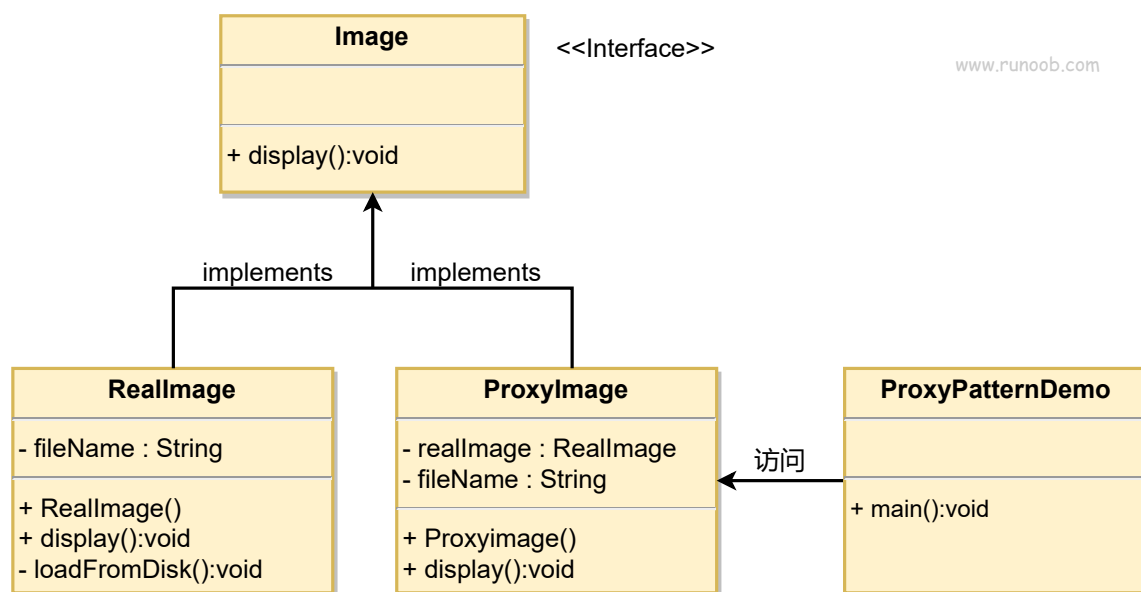 Image
<<Interface>>
www.runoob.com
+ display():void
implements
implements
RealImage
- fileName : String
+ RealImage()
+ display():void
- loadFromDisk():void
ProxyImage
- realImage : RealImage
- fileName : String
+ Proxyimage()
+ display():void
访问
ProxyPatternDemo
+ main():void